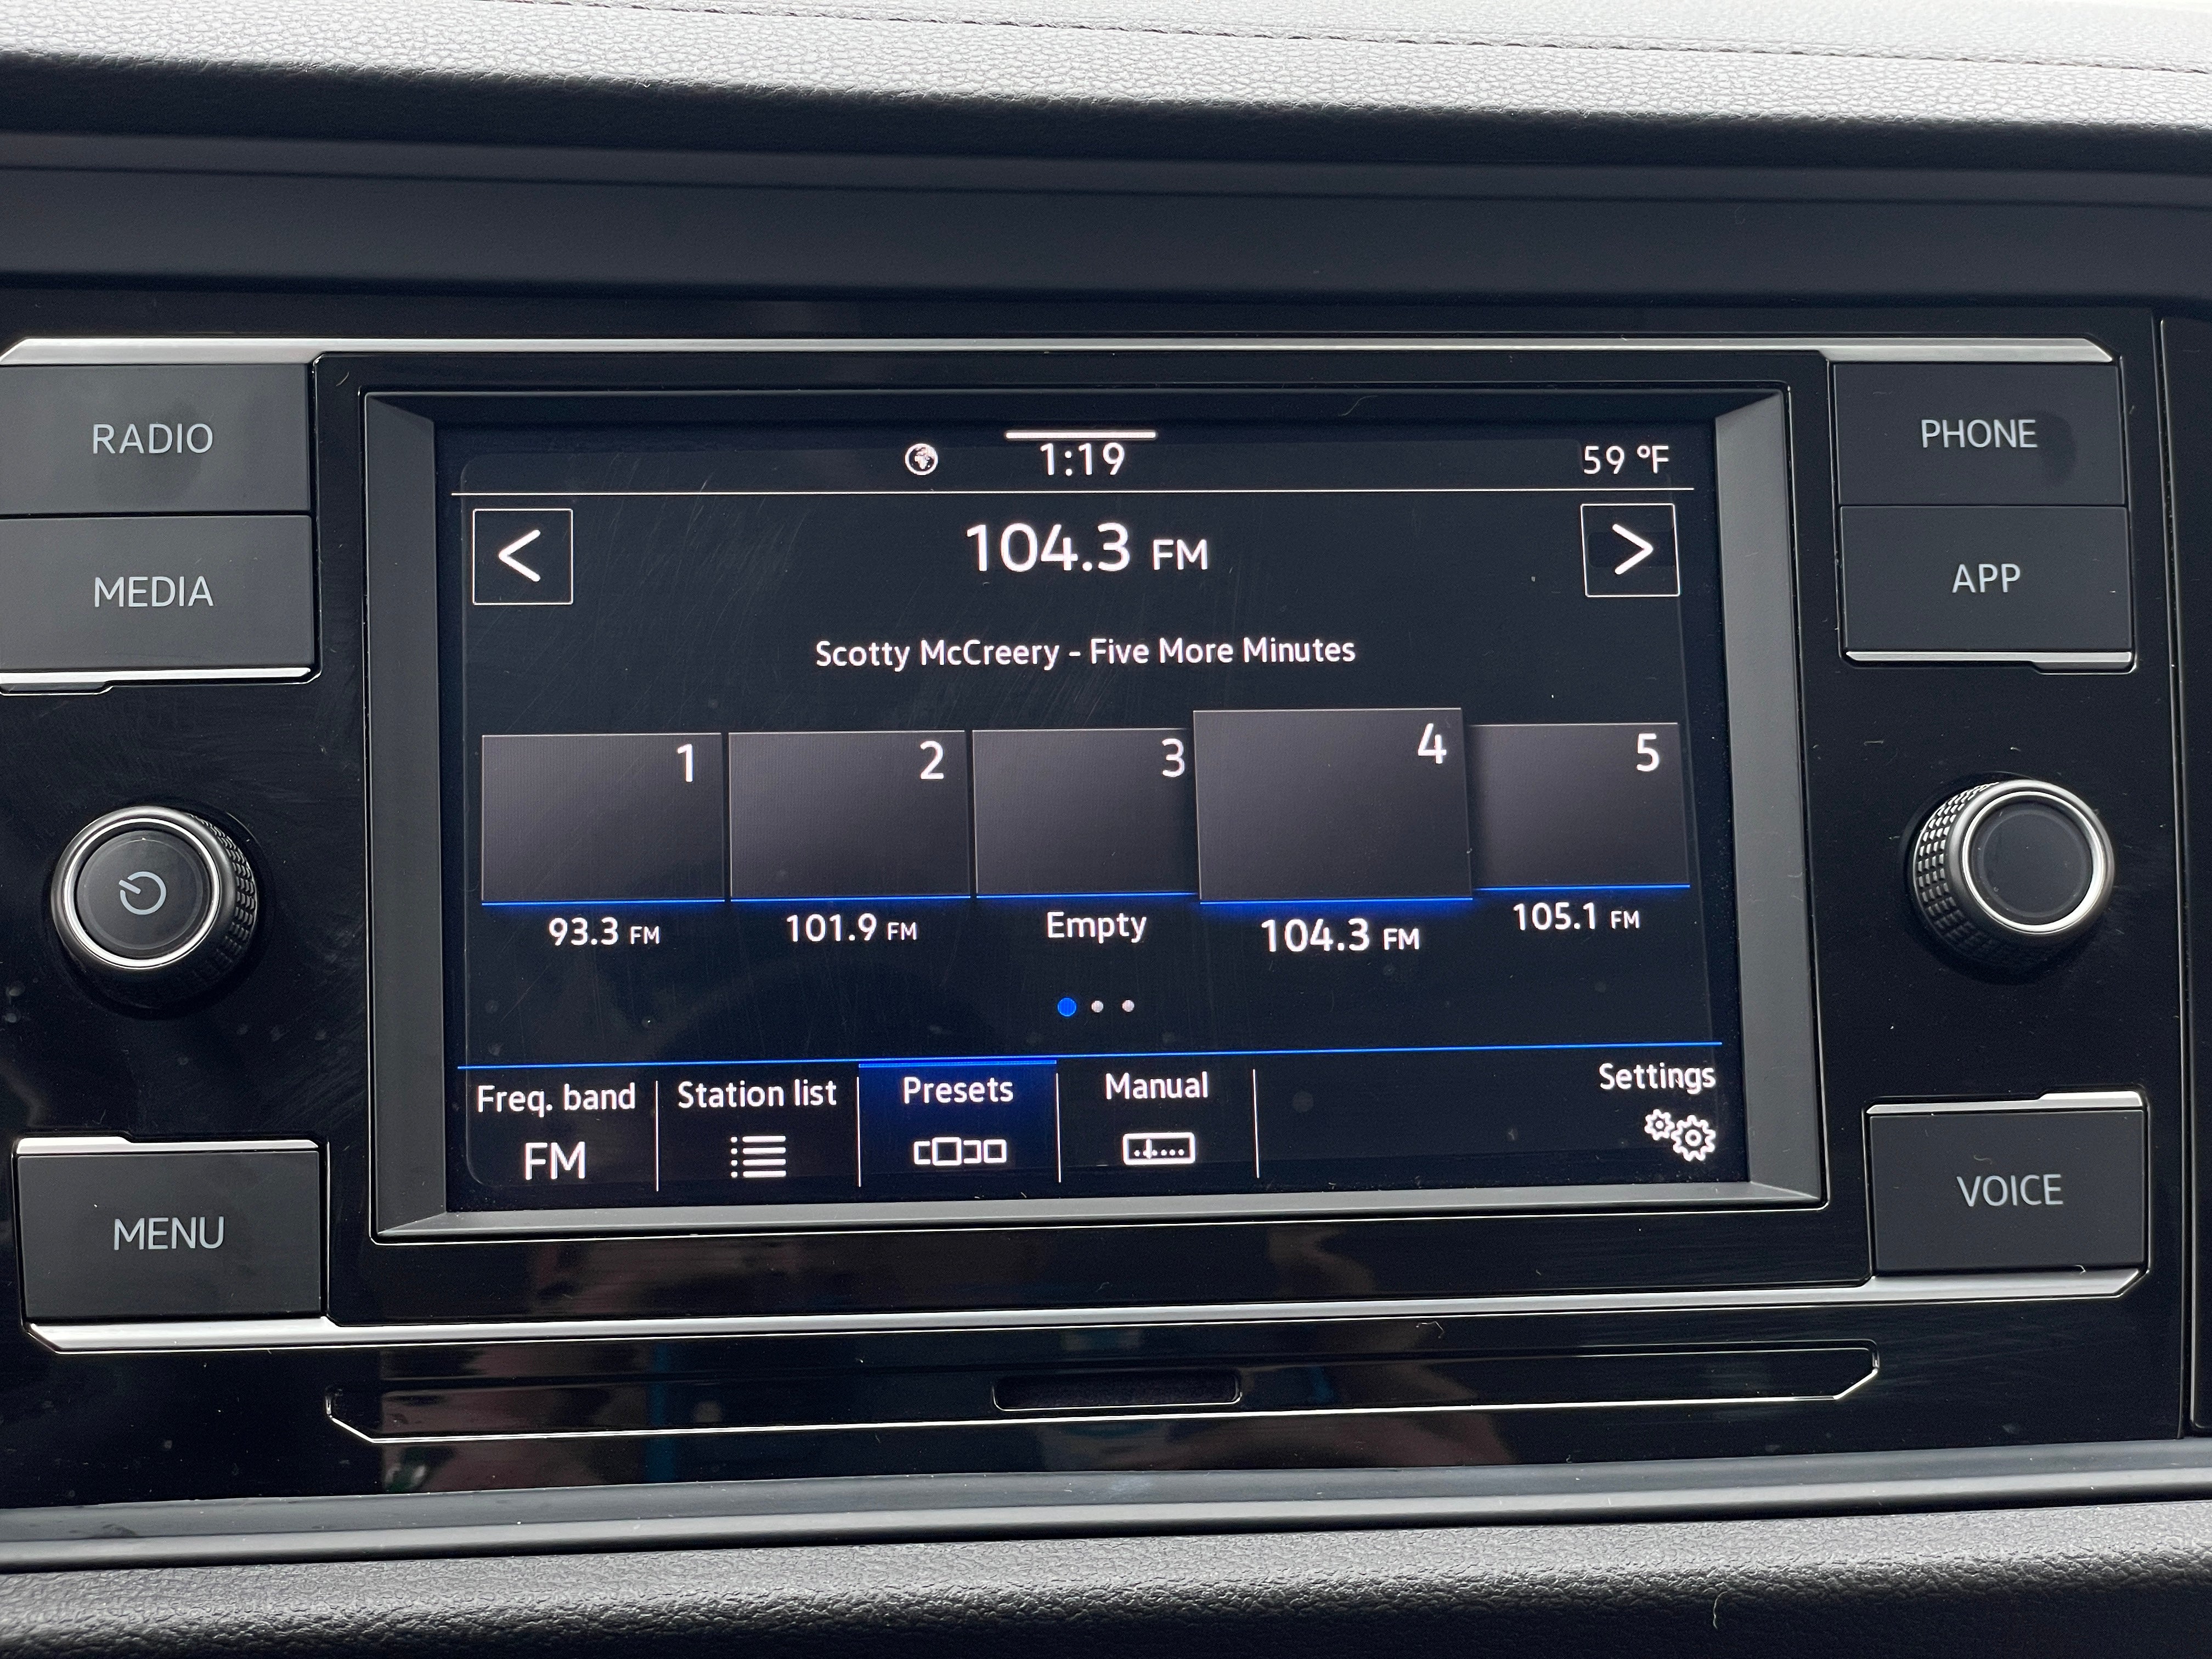 RADIO
MEDIA
MENU
1:19
59 °F
<
104.3 FM
>
Scotty McCreery - Five More Minutes
1
2
3
4
5
93.3 FM
101.9 FM
Empty
104.3 FM
105.1 FM
Freq. band
FM
Station list
Presets
Manual
Settings
PHONE
APP
VOICE